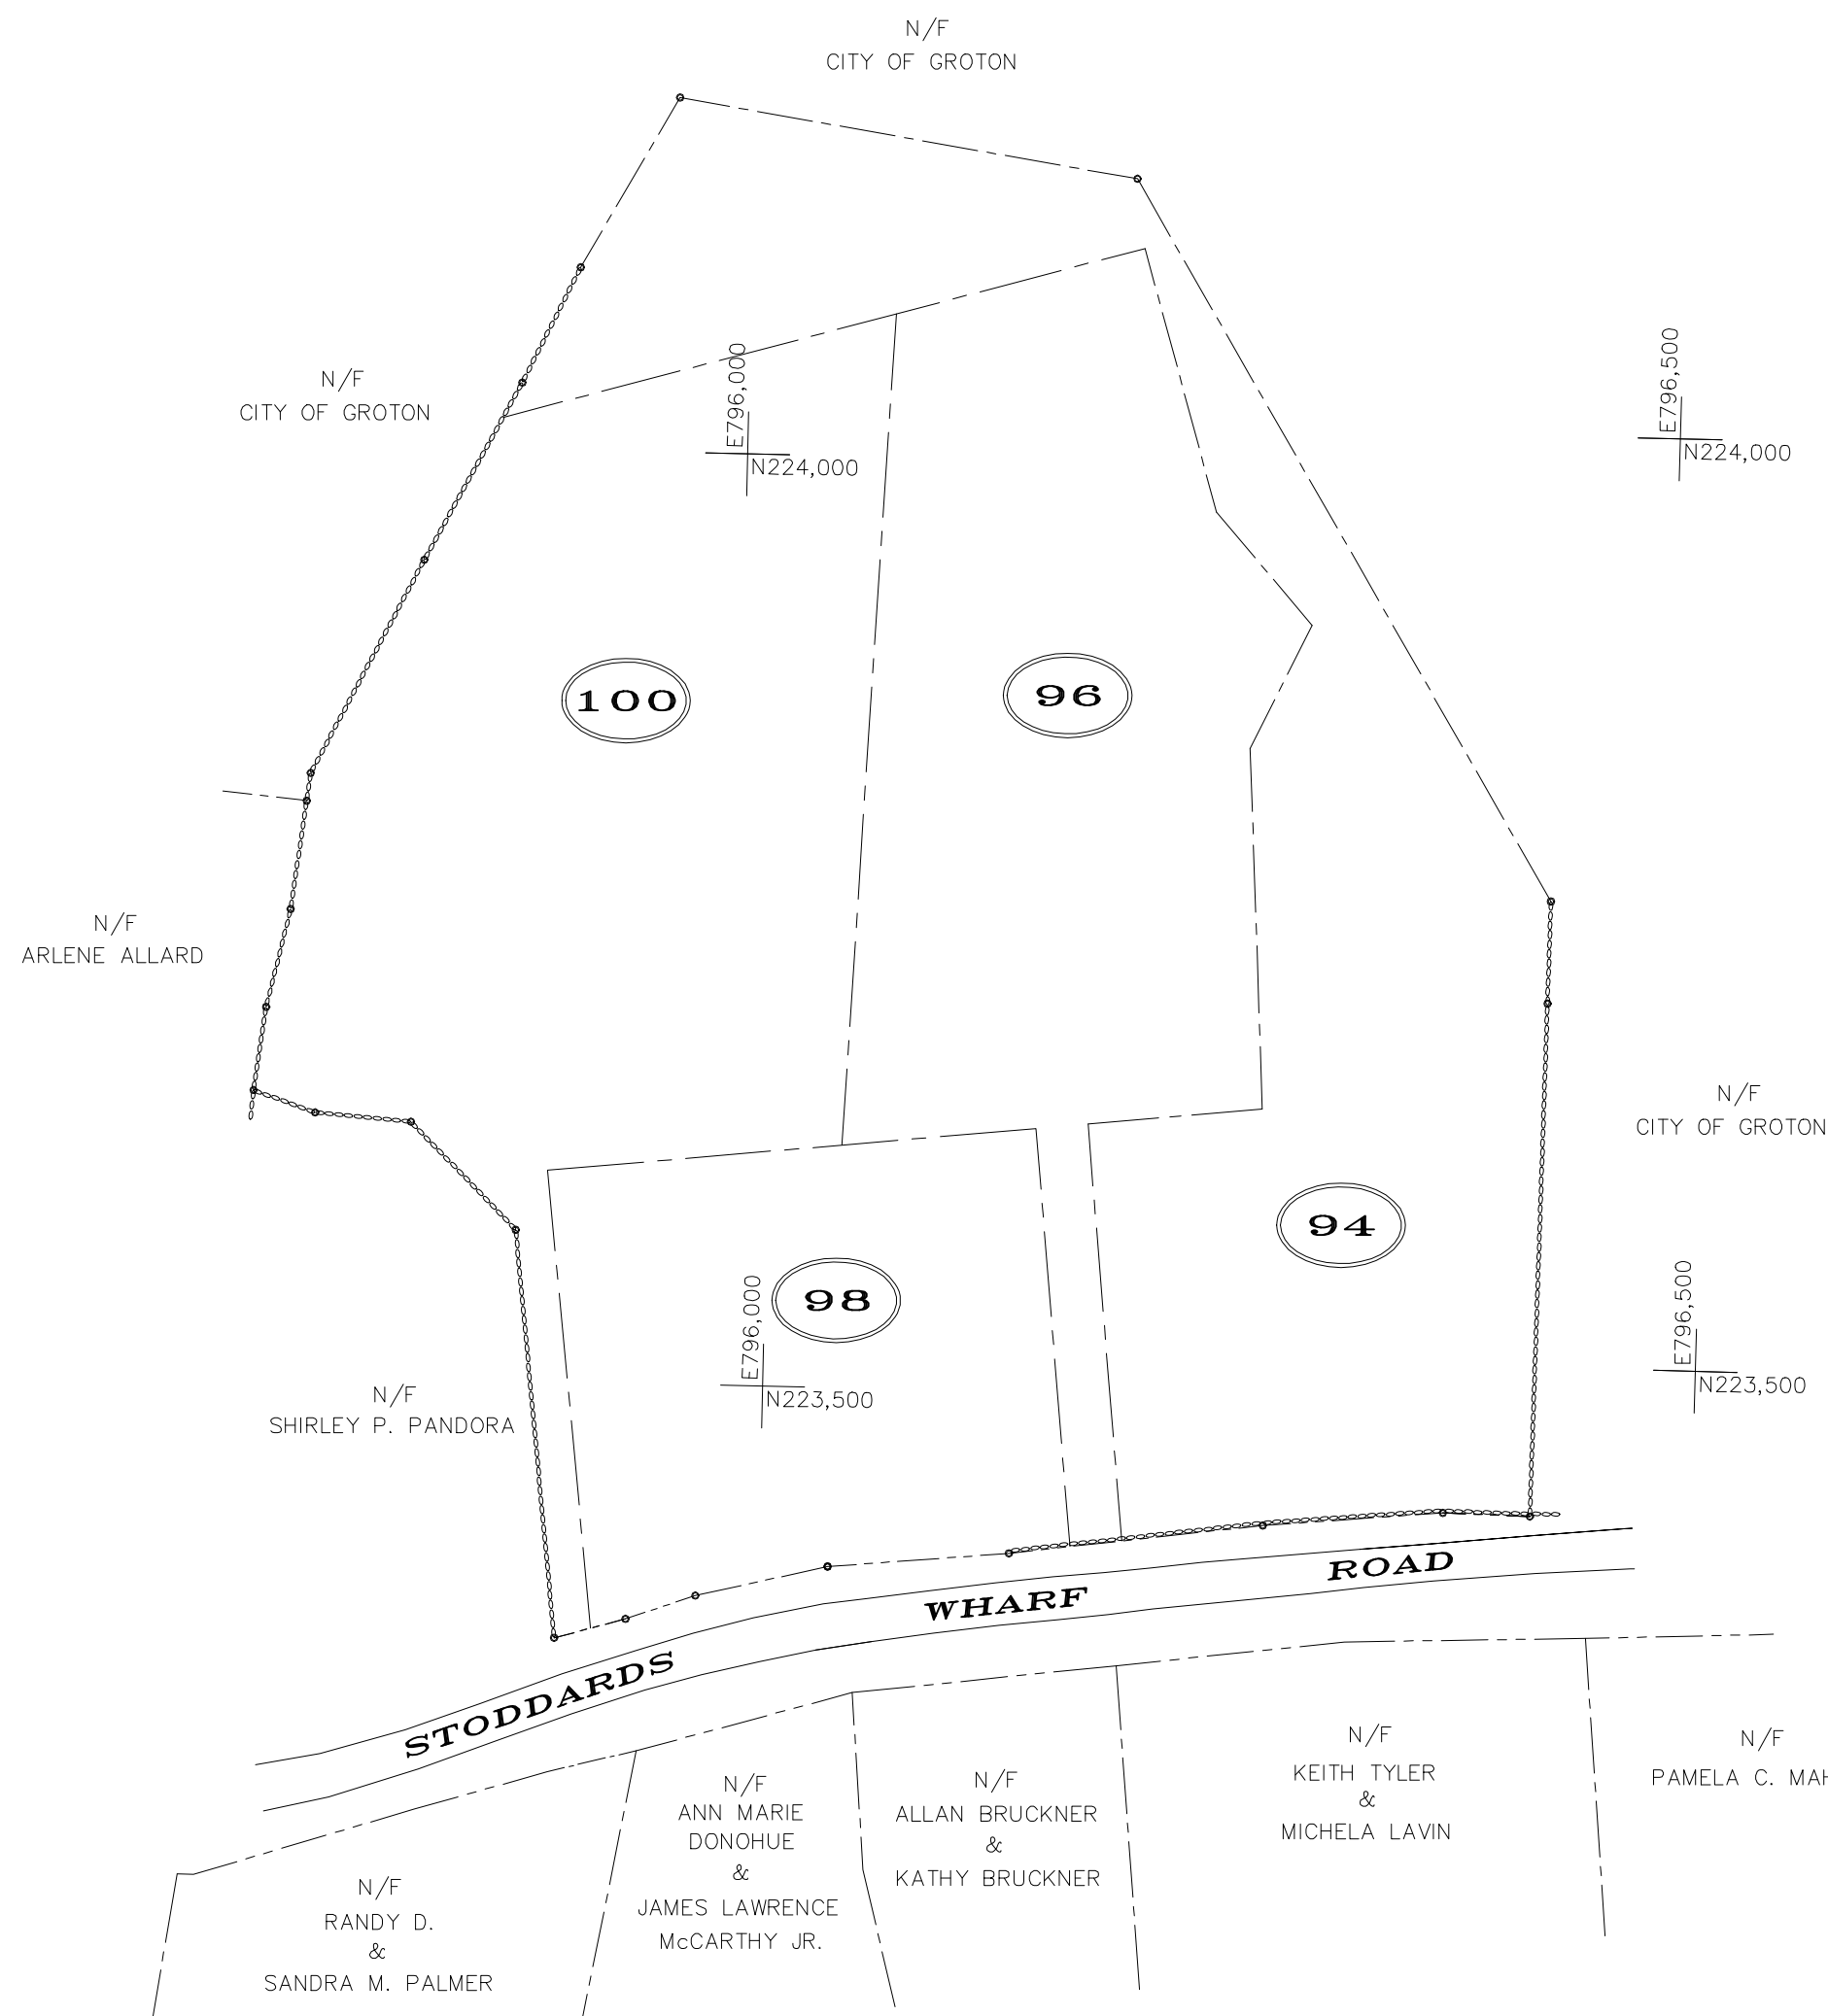 N/F
CITY OF GROTON
N/F
CITY OF GROTON
E796,000
N224,000
E796,500
N224,000
100
96
N/F
ARLENE ALLARD
N/F
CITY OF GROTON
94
98
E796,000
N223,500
E796,500
N223,500
N/F
SHIRLEY P. PANDORA
STODDARDS WHARF ROAD
N/F
RANDY D.
&
SANDRA M. PALMER
N/F
ANN MARIE
DONOHUE
&
JAMES LAWRENCE
McCARTHY JR.
N/F
ALLAN BRUCKNER
&
KATHY BRUCKNER
N/F
KEITH TYLER
&
MICHELA LAVIN
N/F
PAMELA C.